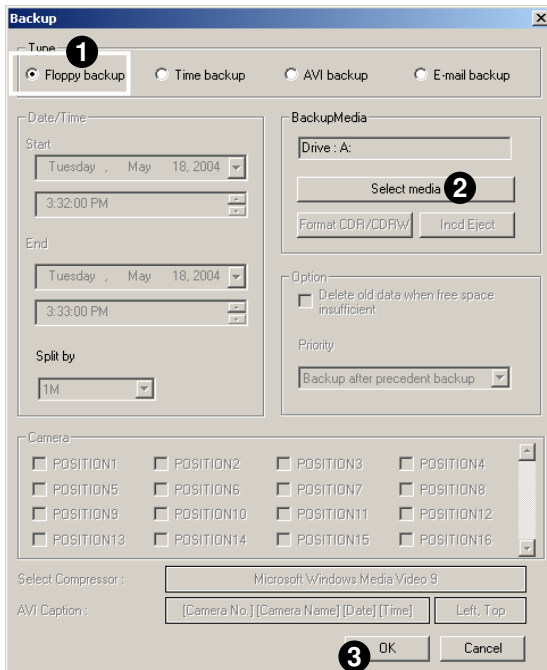 Backup
Type
1
Floppy backup Time backup AVI backup E-mail backup
Date/Time
Start
Tuesday , May 18, 2004
3:32:00 PM
End
Tuesday , May 18, 2004
3:33:00 PM
Split by
1M
BackupMedia
Drive : A:
Select media 2
Format CDR/CDRW Incd Eject
Option
Delete old data when free space
insufficient
Priority
Backup after precedent backup
Camera
POSITION1 POSITION2 POSITION3 POSITION4
POSITION5 POSITION6 POSITION7 POSITION8
POSITION9 POSITION10 POSITION11 POSITION12
POSITION13 POSITION14 POSITION15 POSITION16
Select Compressor : Microsoft Windows Media Video 9
AVI Caption : [Camera No.] [Camera Name] [Date] [Time] Left, Top
3 OK Cancel